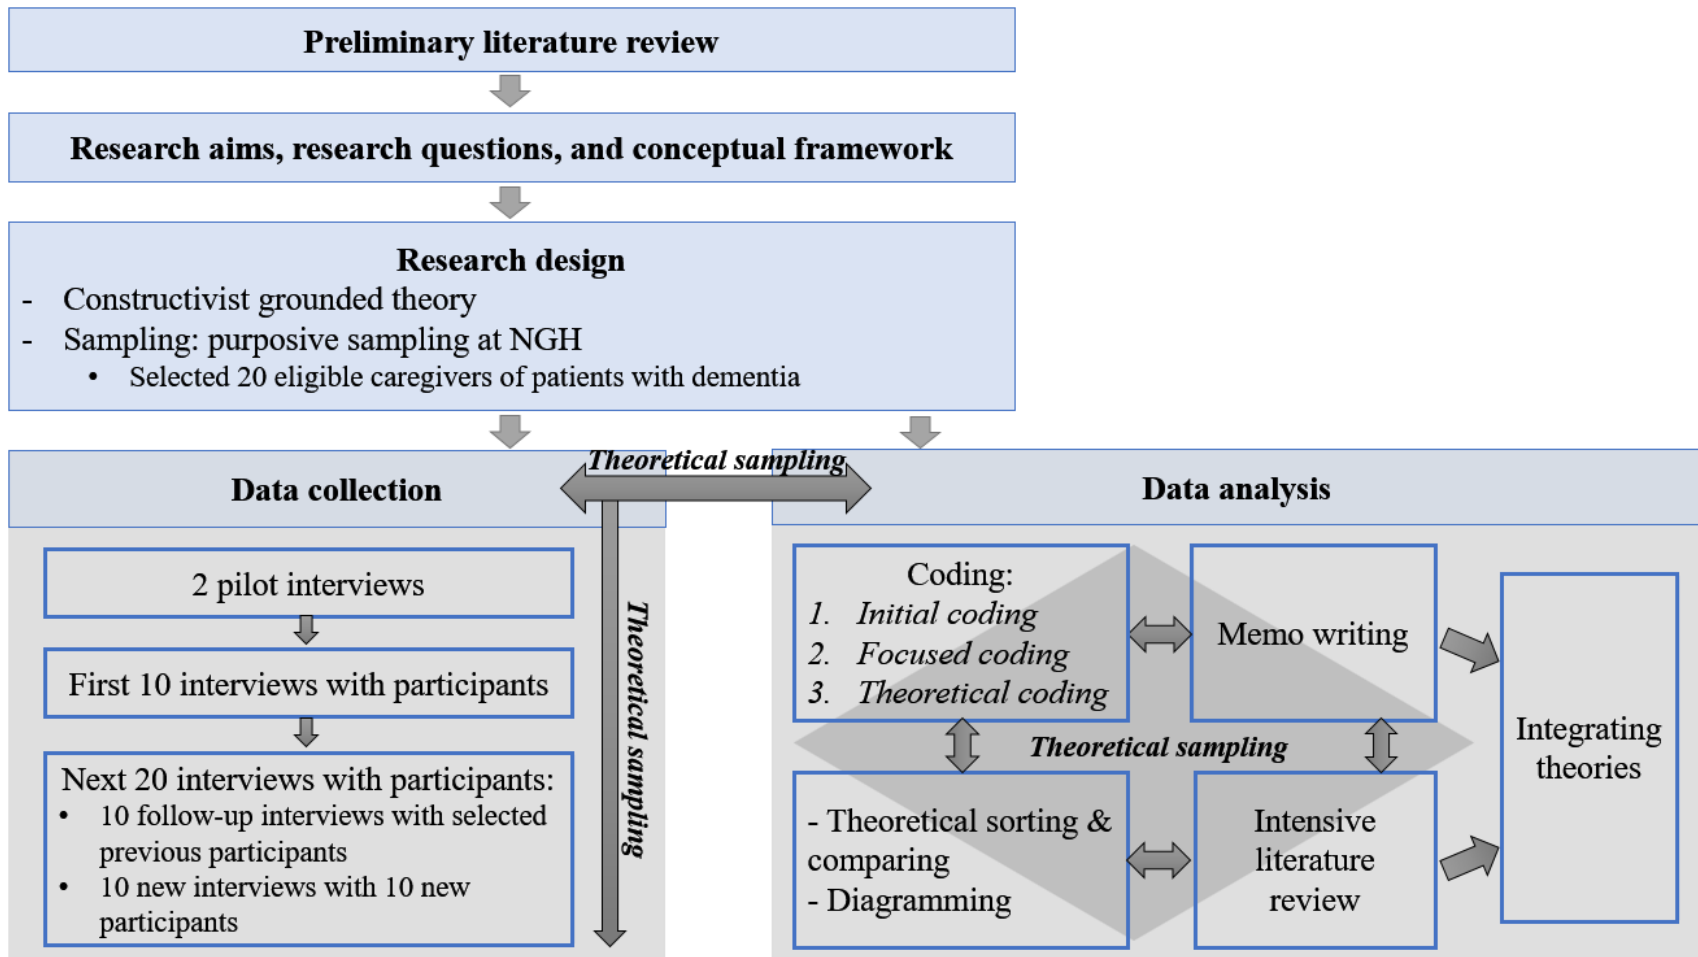 Preliminary literature review
Research aims, research questions, and conceptual framework
Research design
- Constructivist grounded theory
- Sampling: purposive sampling at NGH
• Selected 20 eligible caregivers of patients with dementia
Theoretical sampling
Data collection
Data analysis
2 pilot interviews
First 10 interviews with participants
Next 20 interviews with participants:
• 10 follow-up interviews with selected
previous participants
• 10 new interviews with 10 new
participants
Theoretical sampling
Coding:
1. Initial coding
2. Focused coding
3. Theoretical coding
Memo writing
Theoretical sampling
- Theoretical sorting &
comparing
- Diagramming
Intensive
literature
review
Integrating
theories